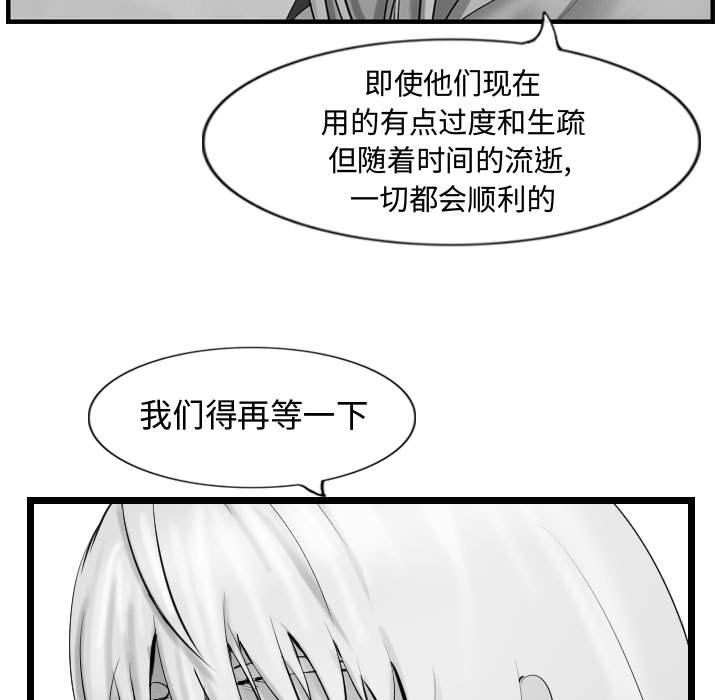 即使他们现在
用的有点过度和生疏
但随着时间的流逝,
一切都会顺利的
我们得再等一下